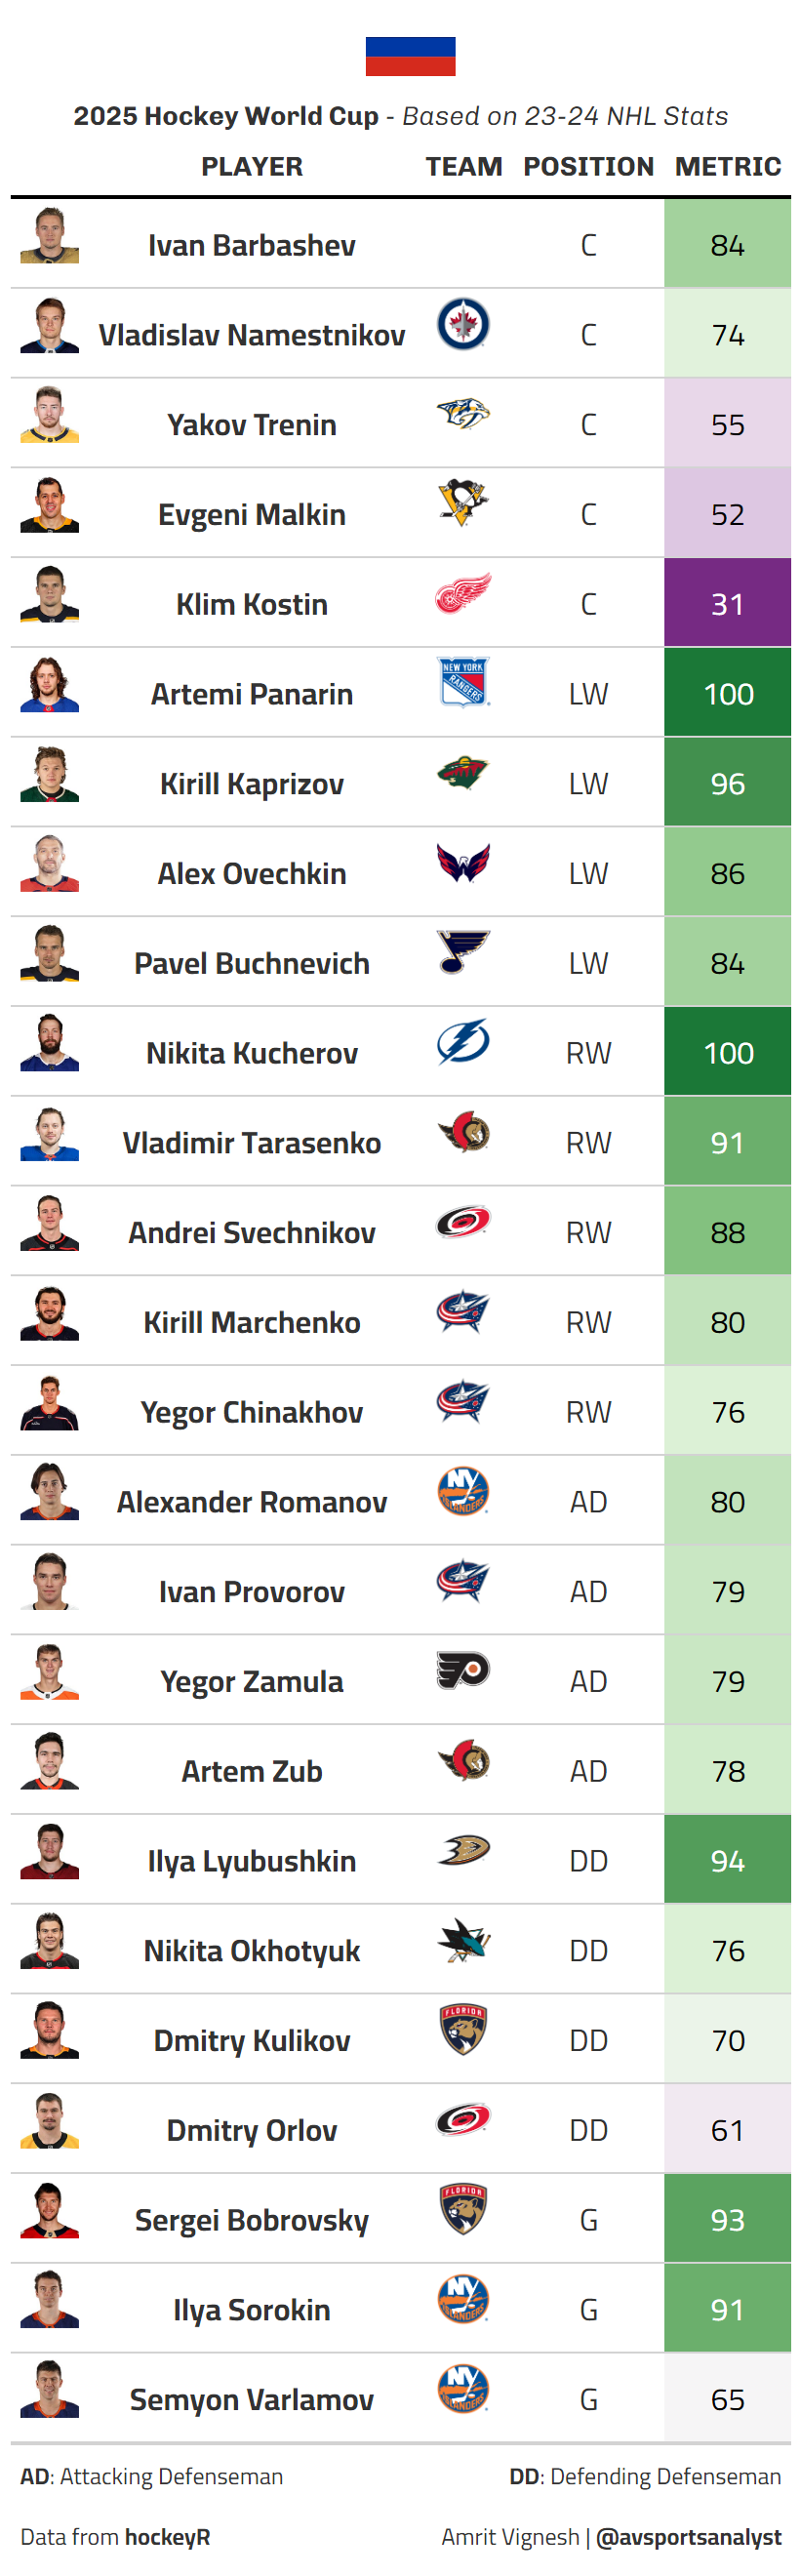 2025 Hockey World Cup - Based on 23-24 NHL Stats
PLAYER TEAM POSITION METRIC
Ivan Barbashev C 84
Vladislav Namestnikov C 74
Yakov Trenin C 55
Evgeni Malkin C 52
Klim Kostin C 31
Artemi Panarin NEW YORK RANGERS LW 100
Kirill Kaprizov LW 96
Alex Ovechkin LW 86
Pavel Buchnevich LW 84
Nikita Kucherov RW 100
Vladimir Tarasenko RW 91
Andrei Svechnikov RW 88
Kirill Marchenko RW 80
Yegor Chinakhov RW 76
Alexander Romanov NY ISLANDERS AD 80
Ivan Provorov AD 79
Yegor Zamula AD 79
Artem Zub AD 78
Ilya Lyubushkin DD 94
Nikita Okhotyuk DD 76
Dmitry Kulikov FLORIDA DD 70
Dmitry Orlov DD 61
Sergei Bobrovsky FLORIDA G 93
Ilya Sorokin NY ISLANDERS G 91
Semyon Varlamov NY ISLANDERS G 65
AD: Attacking Defenseman DD: Defending Defenseman
Data from hockeyR Amrit Vignesh | @avsportsanalyst